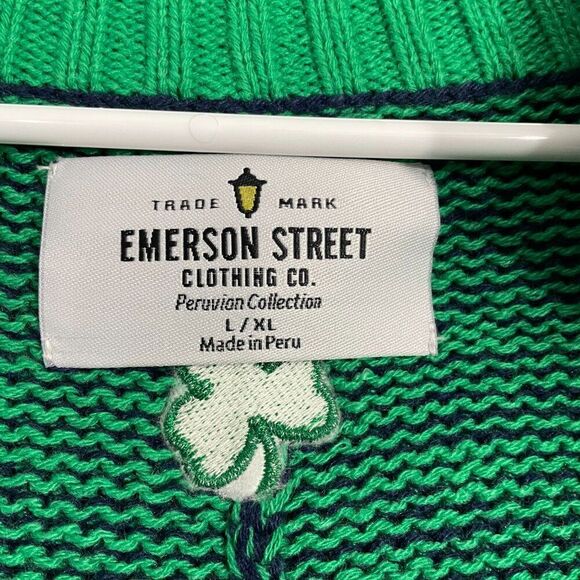 TRADE MARK
EMERSON STREET
CLOTHING CO.
Peruvian Collection
L/XL
Made in Peru